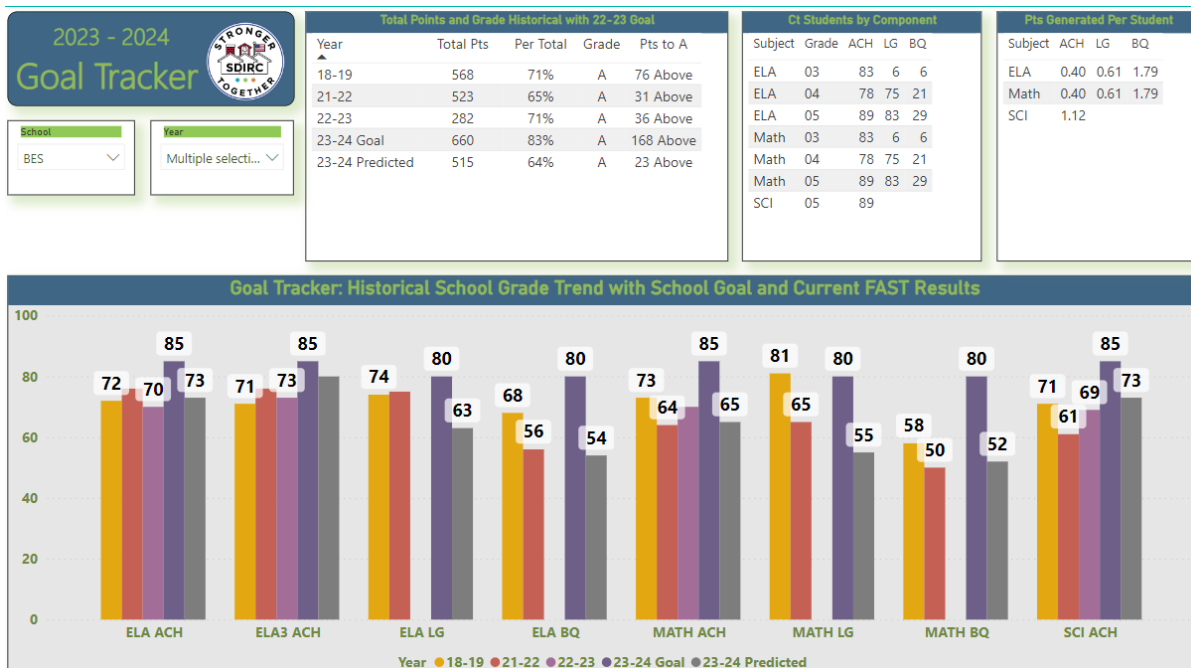 2023 - 2024
Goal Tracker
STRONGER
SDIRC
TOGETHER
School
BES
Year
Multiple selecti...
Total Points and Grade Historical with 22-23 Goal
Year Total Pts Per Total Grade Pts to A
18-19 568 71% A 76 Above
21-22 523 65% A 31 Above
22-23 282 71% A 36 Above
23-24 Goal 660 83% A 168 Above
23-24 Predicted 515 64% A 23 Above
Ct Students by Component
Subject Grade ACH LG BQ
ELA 03 83 6 6
ELA 04 78 75 21
ELA 05 89 83 29
Math 03 83 6 6
Math 04 78 75 21
Math 05 89 83 29
SCI 05 89
Pts Generated Per Student
Subject ACH LG BQ
ELA 0.40 0.61 1.79
Math 0.40 0.61 1.79
SCI 1.12
Goal Tracker: Historical School Grade Trend with School Goal and Current FAST Results
100
80
60
40
20
0
72 70 85 73
71 73 85
74 80 63
68 56 80 54
73 64 85 65
81 65 80 55
58 50 80 52
71 61 69 85 73
ELA ACH ELA3 ACH ELA LG ELA BQ MATH ACH MATH LG MATH BQ SCI ACH
Year 18-19 21-22 22-23 23-24 Goal 23-24 Predicted